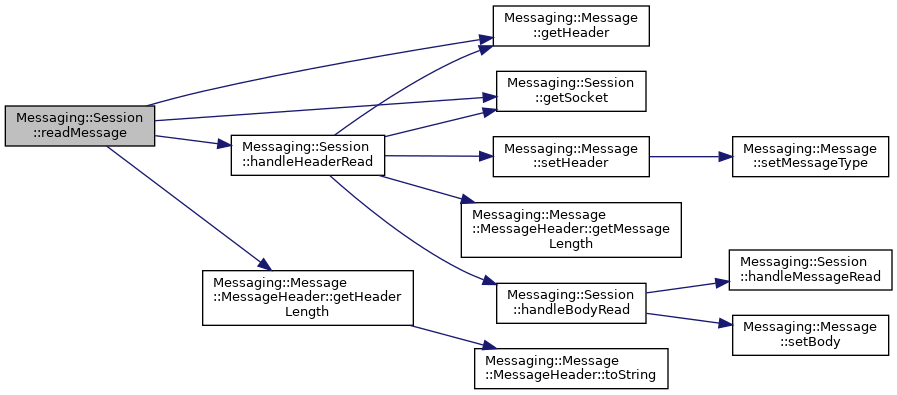 Messaging::Session
::readMessage
Messaging::Message
::getHeader
Messaging::Session
::getSocket
Messaging::Session
::handleHeaderRead
Messaging::Message
::setHeader
Messaging::Message
::setMessageType
Messaging::Message
::MessageHeader::getMessage
Length
Messaging::Session
::handleBodyRead
Messaging::Session
::handleMessageRead
Messaging::Message
::setBody
Messaging::Message
::MessageHeader::getHeader
Length
Messaging::Message
::MessageHeader::toString